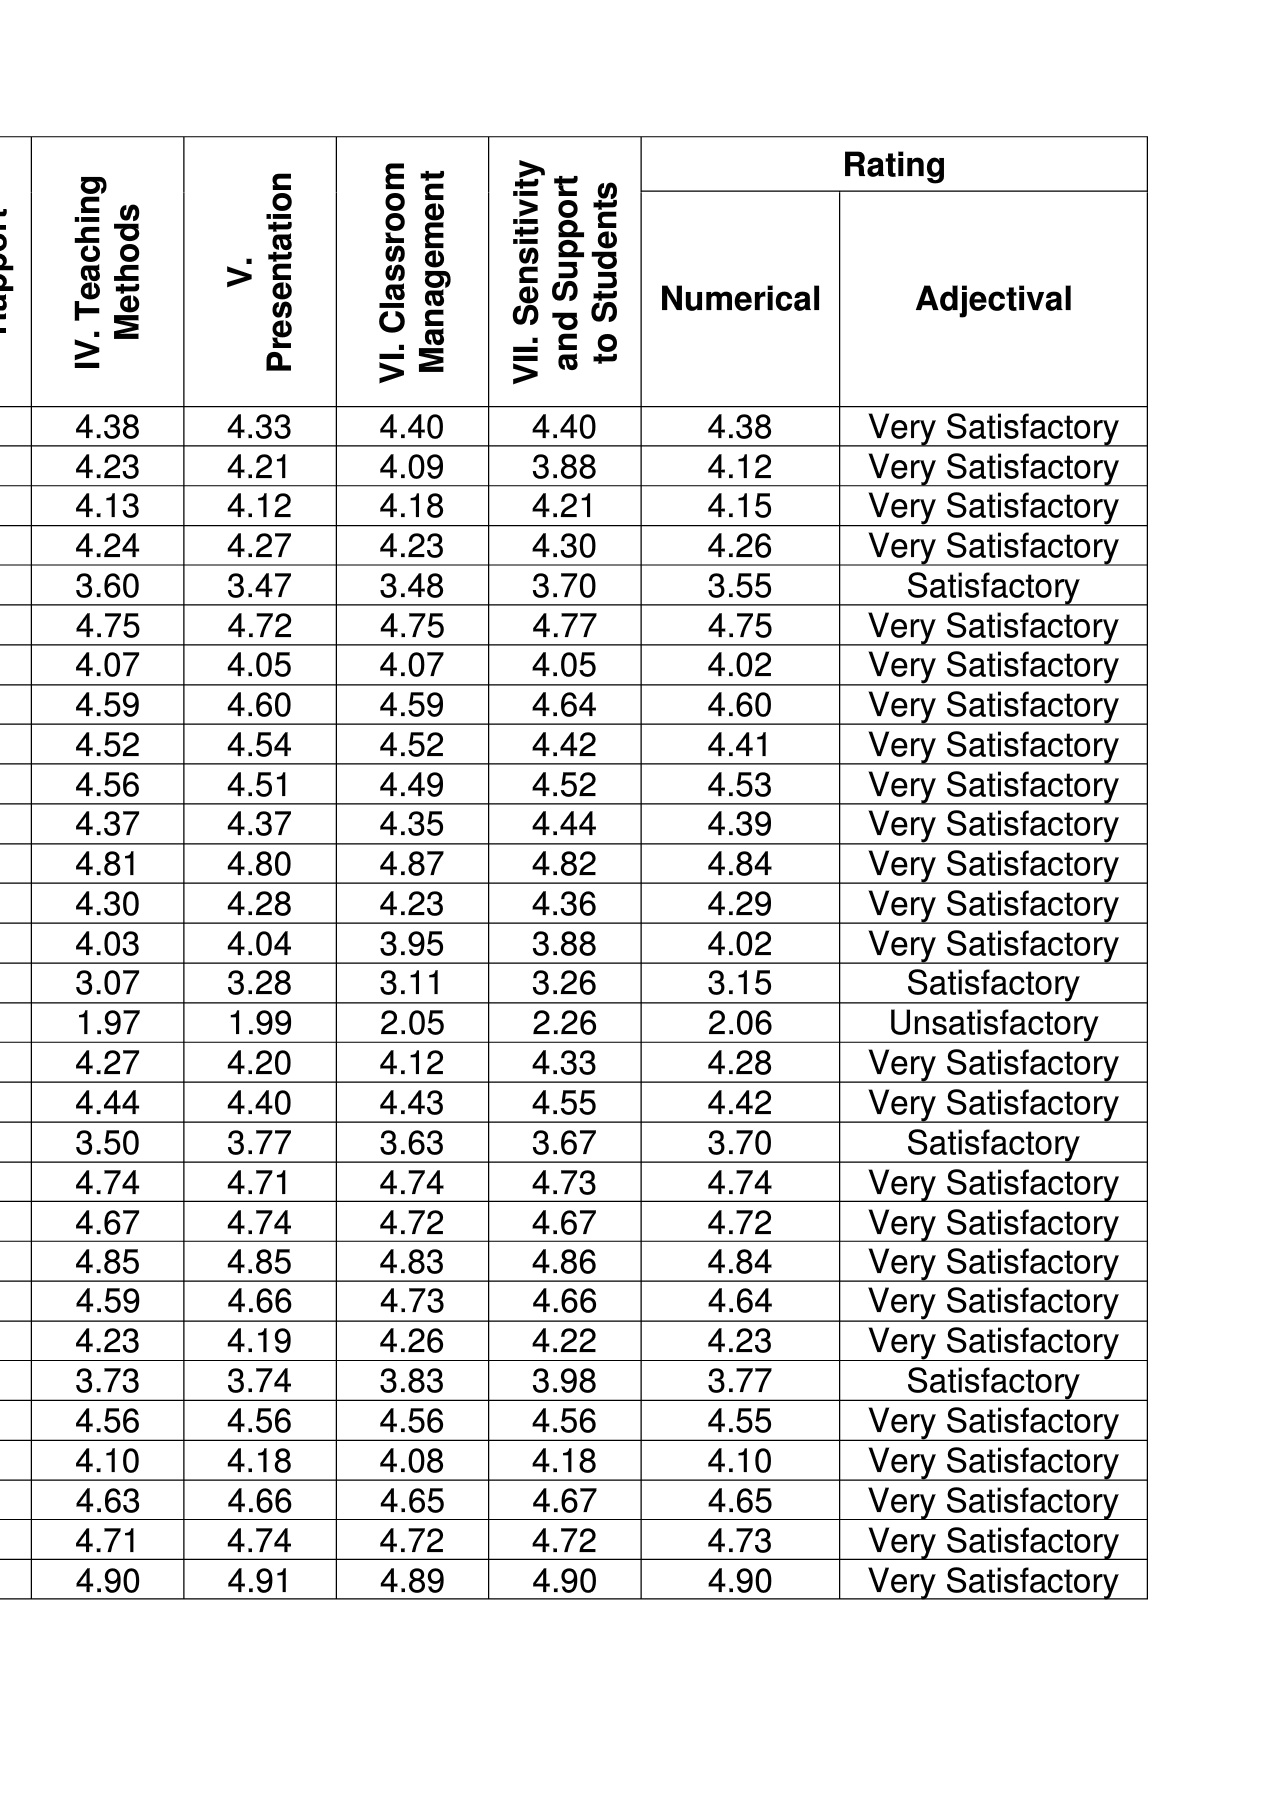 Rating
IV. Teaching
Methods
V.
Presentation
VI. Classroom
Management
VII. Sensitivity
and Support
to Students
Numerical
Adjectival
4.38 4.33 4.40 4.40 4.38 Very Satisfactory
4.23 4.21 4.09 3.88 4.12 Very Satisfactory
4.13 4.12 4.18 4.21 4.15 Very Satisfactory
4.24 4.27 4.23 4.30 4.26 Very Satisfactory
3.60 3.47 3.48 3.70 3.55 Satisfactory
4.75 4.72 4.75 4.77 4.75 Very Satisfactory
4.07 4.05 4.07 4.05 4.02 Very Satisfactory
4.59 4.60 4.59 4.64 4.60 Very Satisfactory
4.52 4.54 4.52 4.42 4.41 Very Satisfactory
4.56 4.51 4.49 4.52 4.53 Very Satisfactory
4.37 4.37 4.35 4.44 4.39 Very Satisfactory
4.81 4.80 4.87 4.82 4.84 Very Satisfactory
4.30 4.28 4.23 4.36 4.29 Very Satisfactory
4.03 4.04 3.95 3.88 4.02 Very Satisfactory
3.07 3.28 3.11 3.26 3.15 Satisfactory
1.97 1.99 2.05 2.26 2.06 Unsatisfactory
4.27 4.20 4.12 4.33 4.28 Very Satisfactory
4.44 4.40 4.43 4.55 4.42 Very Satisfactory
3.50 3.77 3.63 3.67 3.70 Satisfactory
4.74 4.71 4.74 4.73 4.74 Very Satisfactory
4.67 4.74 4.72 4.67 4.72 Very Satisfactory
4.85 4.85 4.83 4.86 4.84 Very Satisfactory
4.59 4.66 4.73 4.66 4.64 Very Satisfactory
4.23 4.19 4.26 4.22 4.23 Very Satisfactory
3.73 3.74 3.83 3.98 3.77 Satisfactory
4.56 4.56 4.56 4.56 4.55 Very Satisfactory
4.10 4.18 4.08 4.18 4.10 Very Satisfactory
4.63 4.66 4.65 4.67 4.65 Very Satisfactory
4.71 4.74 4.72 4.72 4.73 Very Satisfactory
4.90 4.91 4.89 4.90 4.90 Very Satisfactory